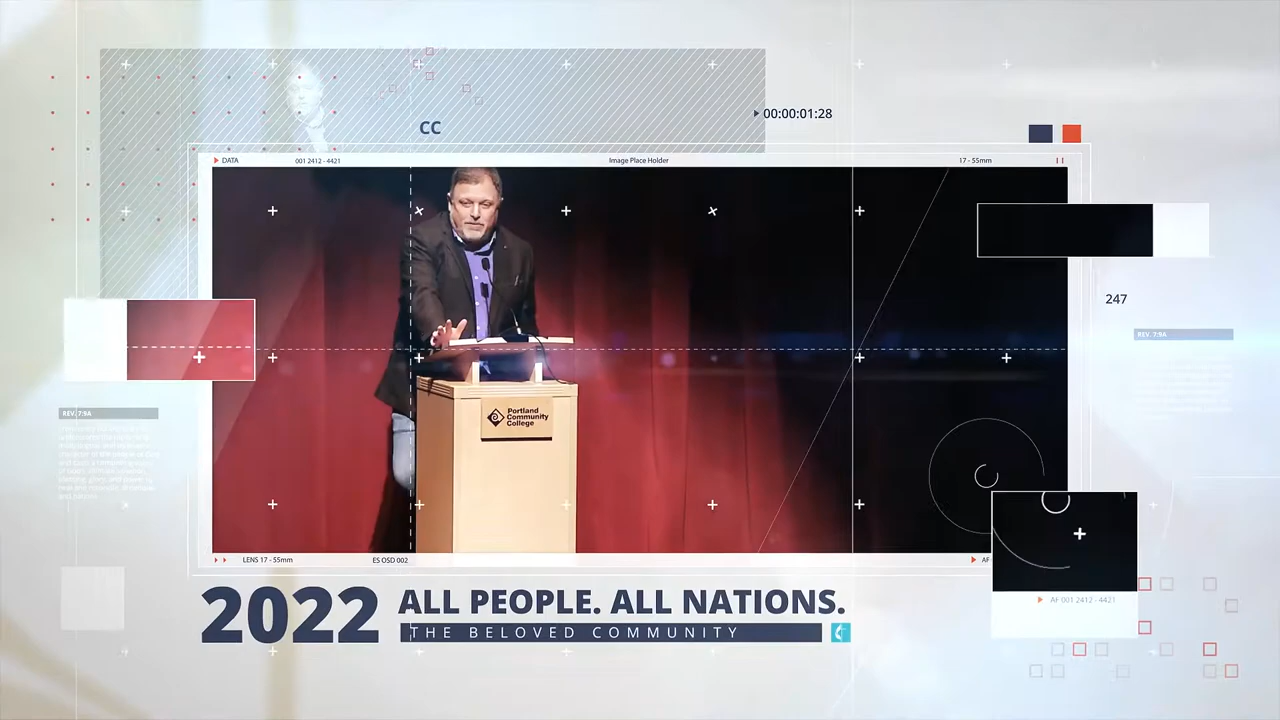 CC
00:00:01:28
DATA
001 2412 - 4421
Image Place Holder
17 - 55mm
247
REV. 7:9A
REV. 7:9A
Portland
Community
College
LENS 17 - 55mm
ES OSD 002
AF
AF 001 2412 - 4421
2022
ALL PEOPLE. ALL NATIONS.
THE BELOVED COMMUNITY